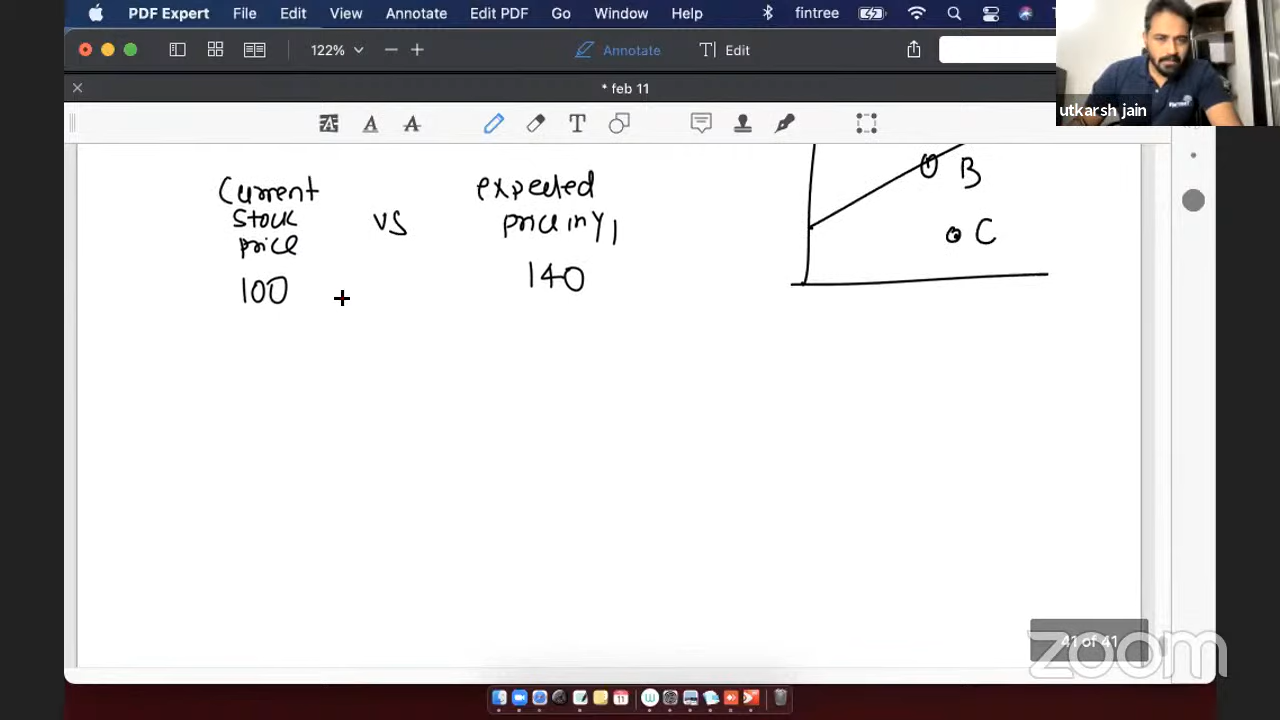 PDF Expert File Edit View Annotate Edit PDF Go Window Help fintree
122% Annotate T Edit
* feb 11
utkarsh jain
Current stock price vs expected price in Y1
100 140
B
C
41 of 41
zoom